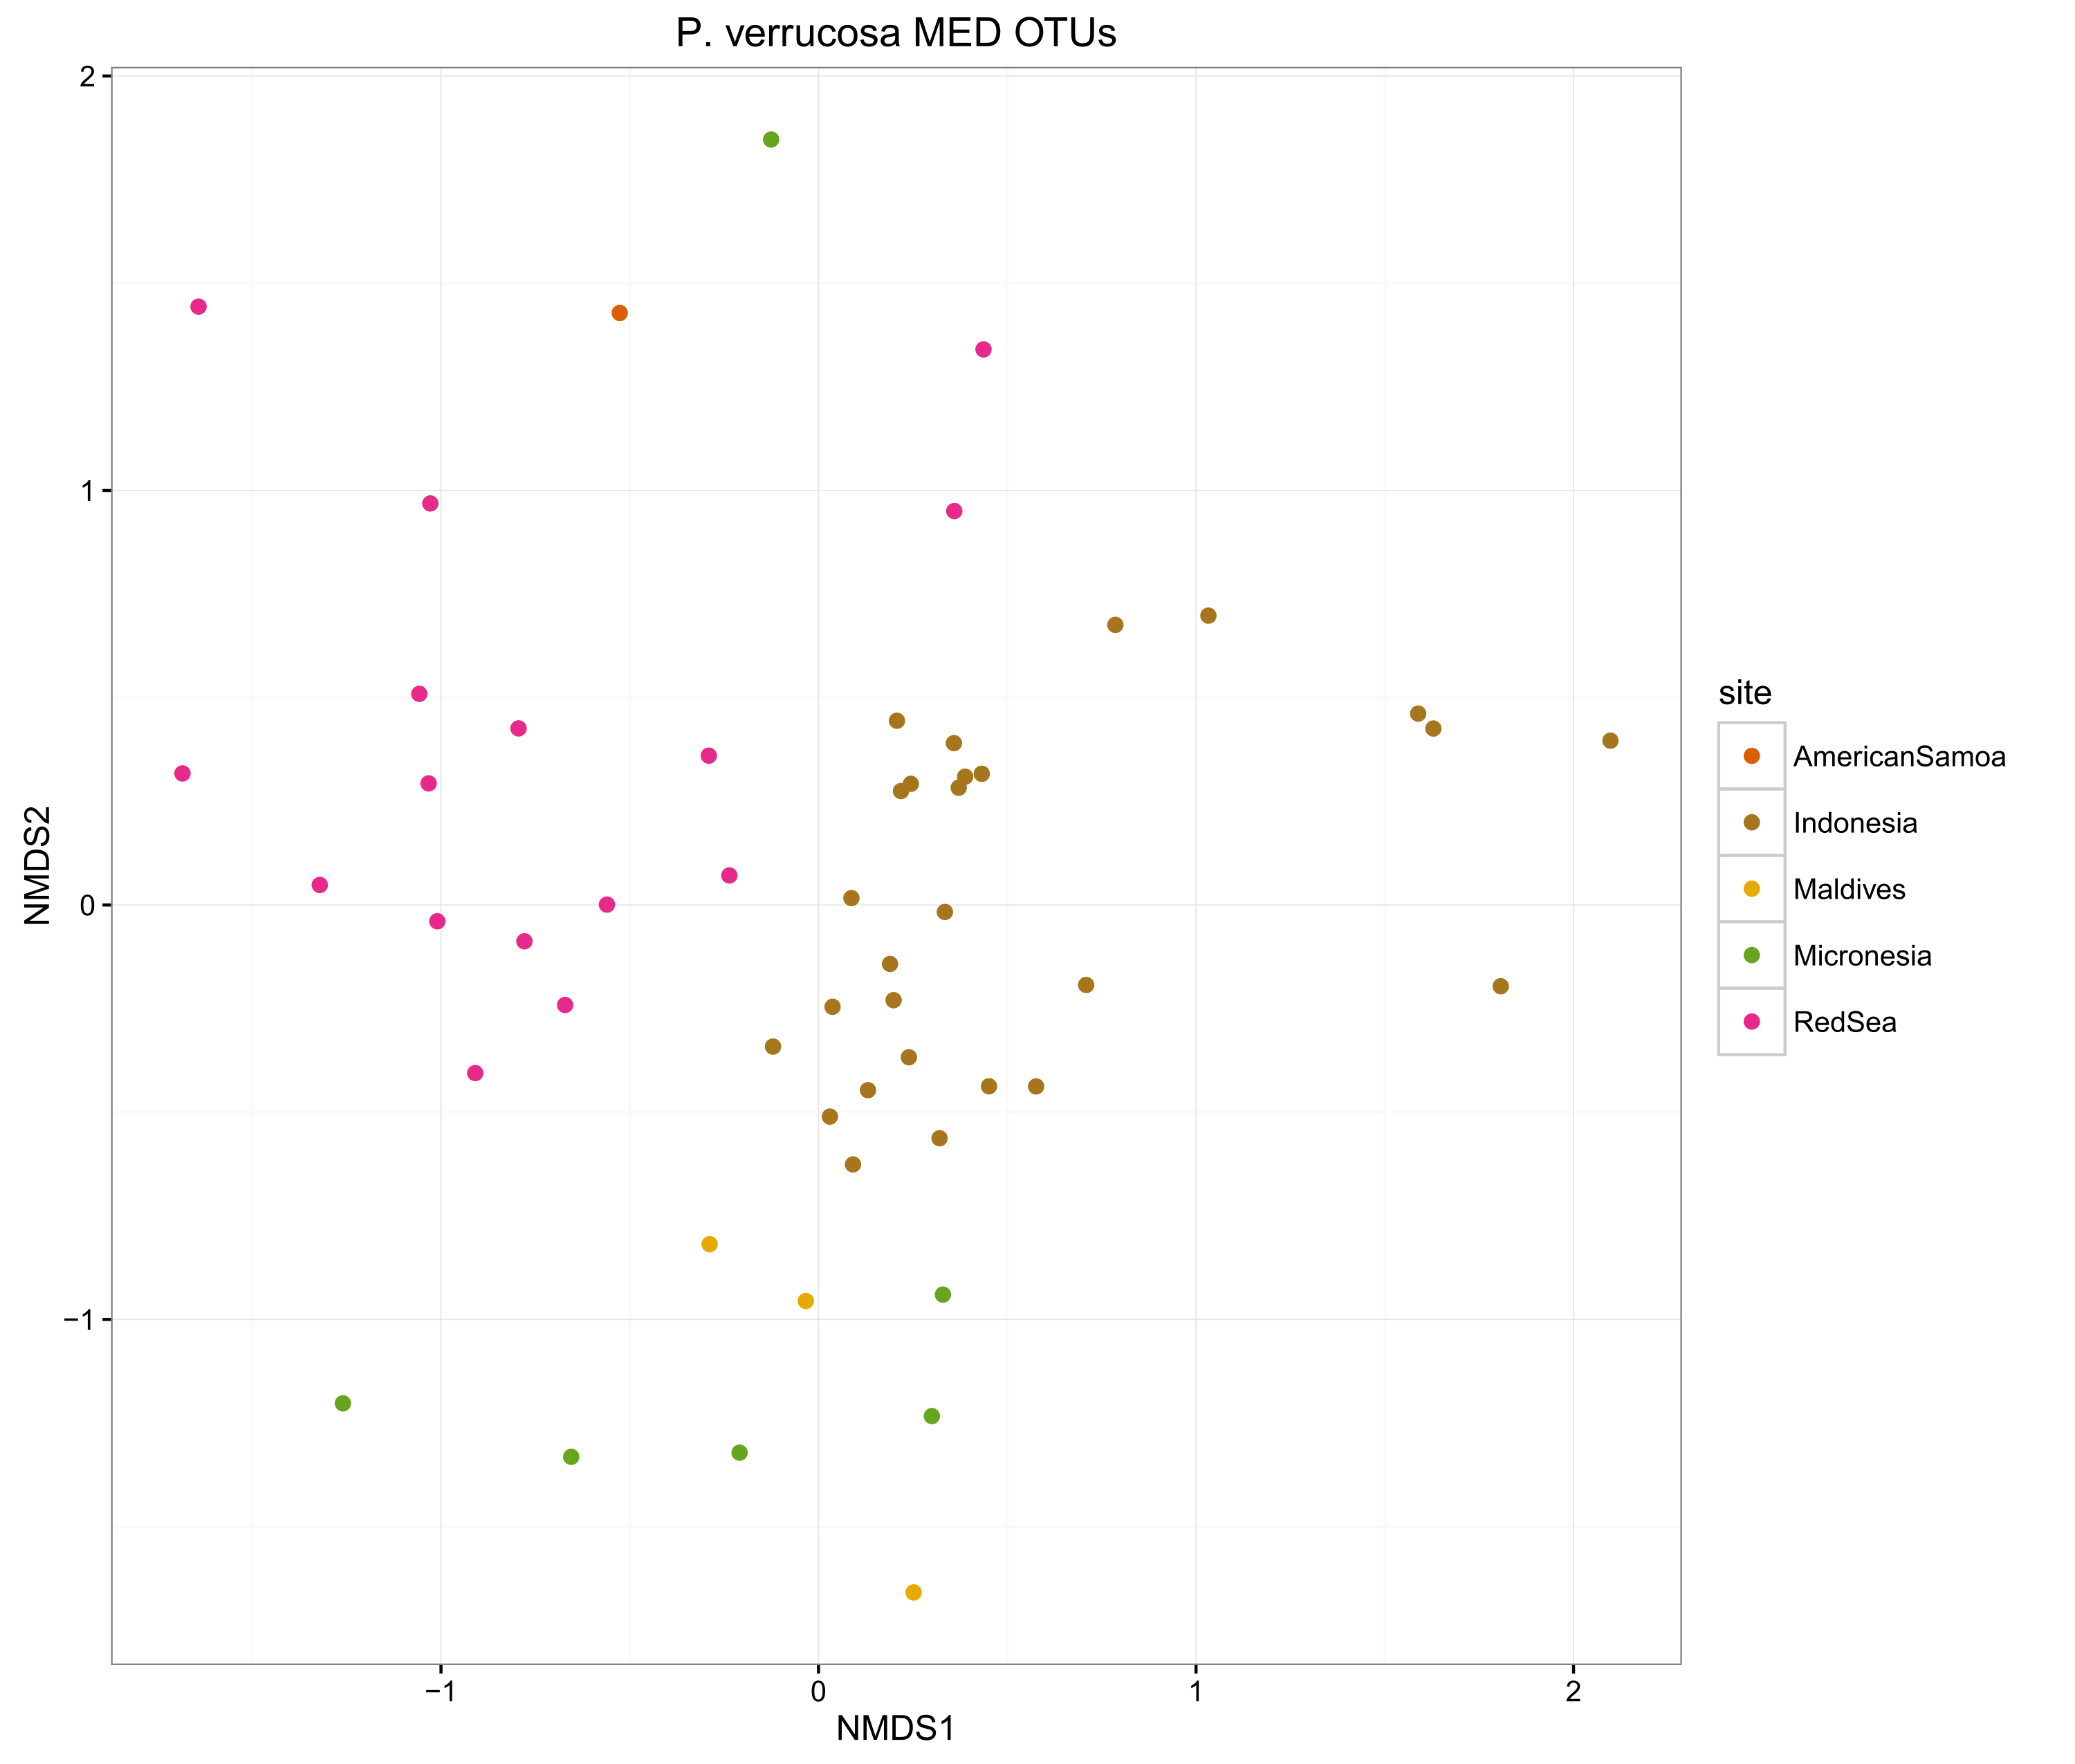 P. verrucosa MED OTUs
2
1
0
−1
NMDS2
−1
0
1
2
NMDS1
site
AmericanSamoa
Indonesia
Maldives
Micronesia
RedSea